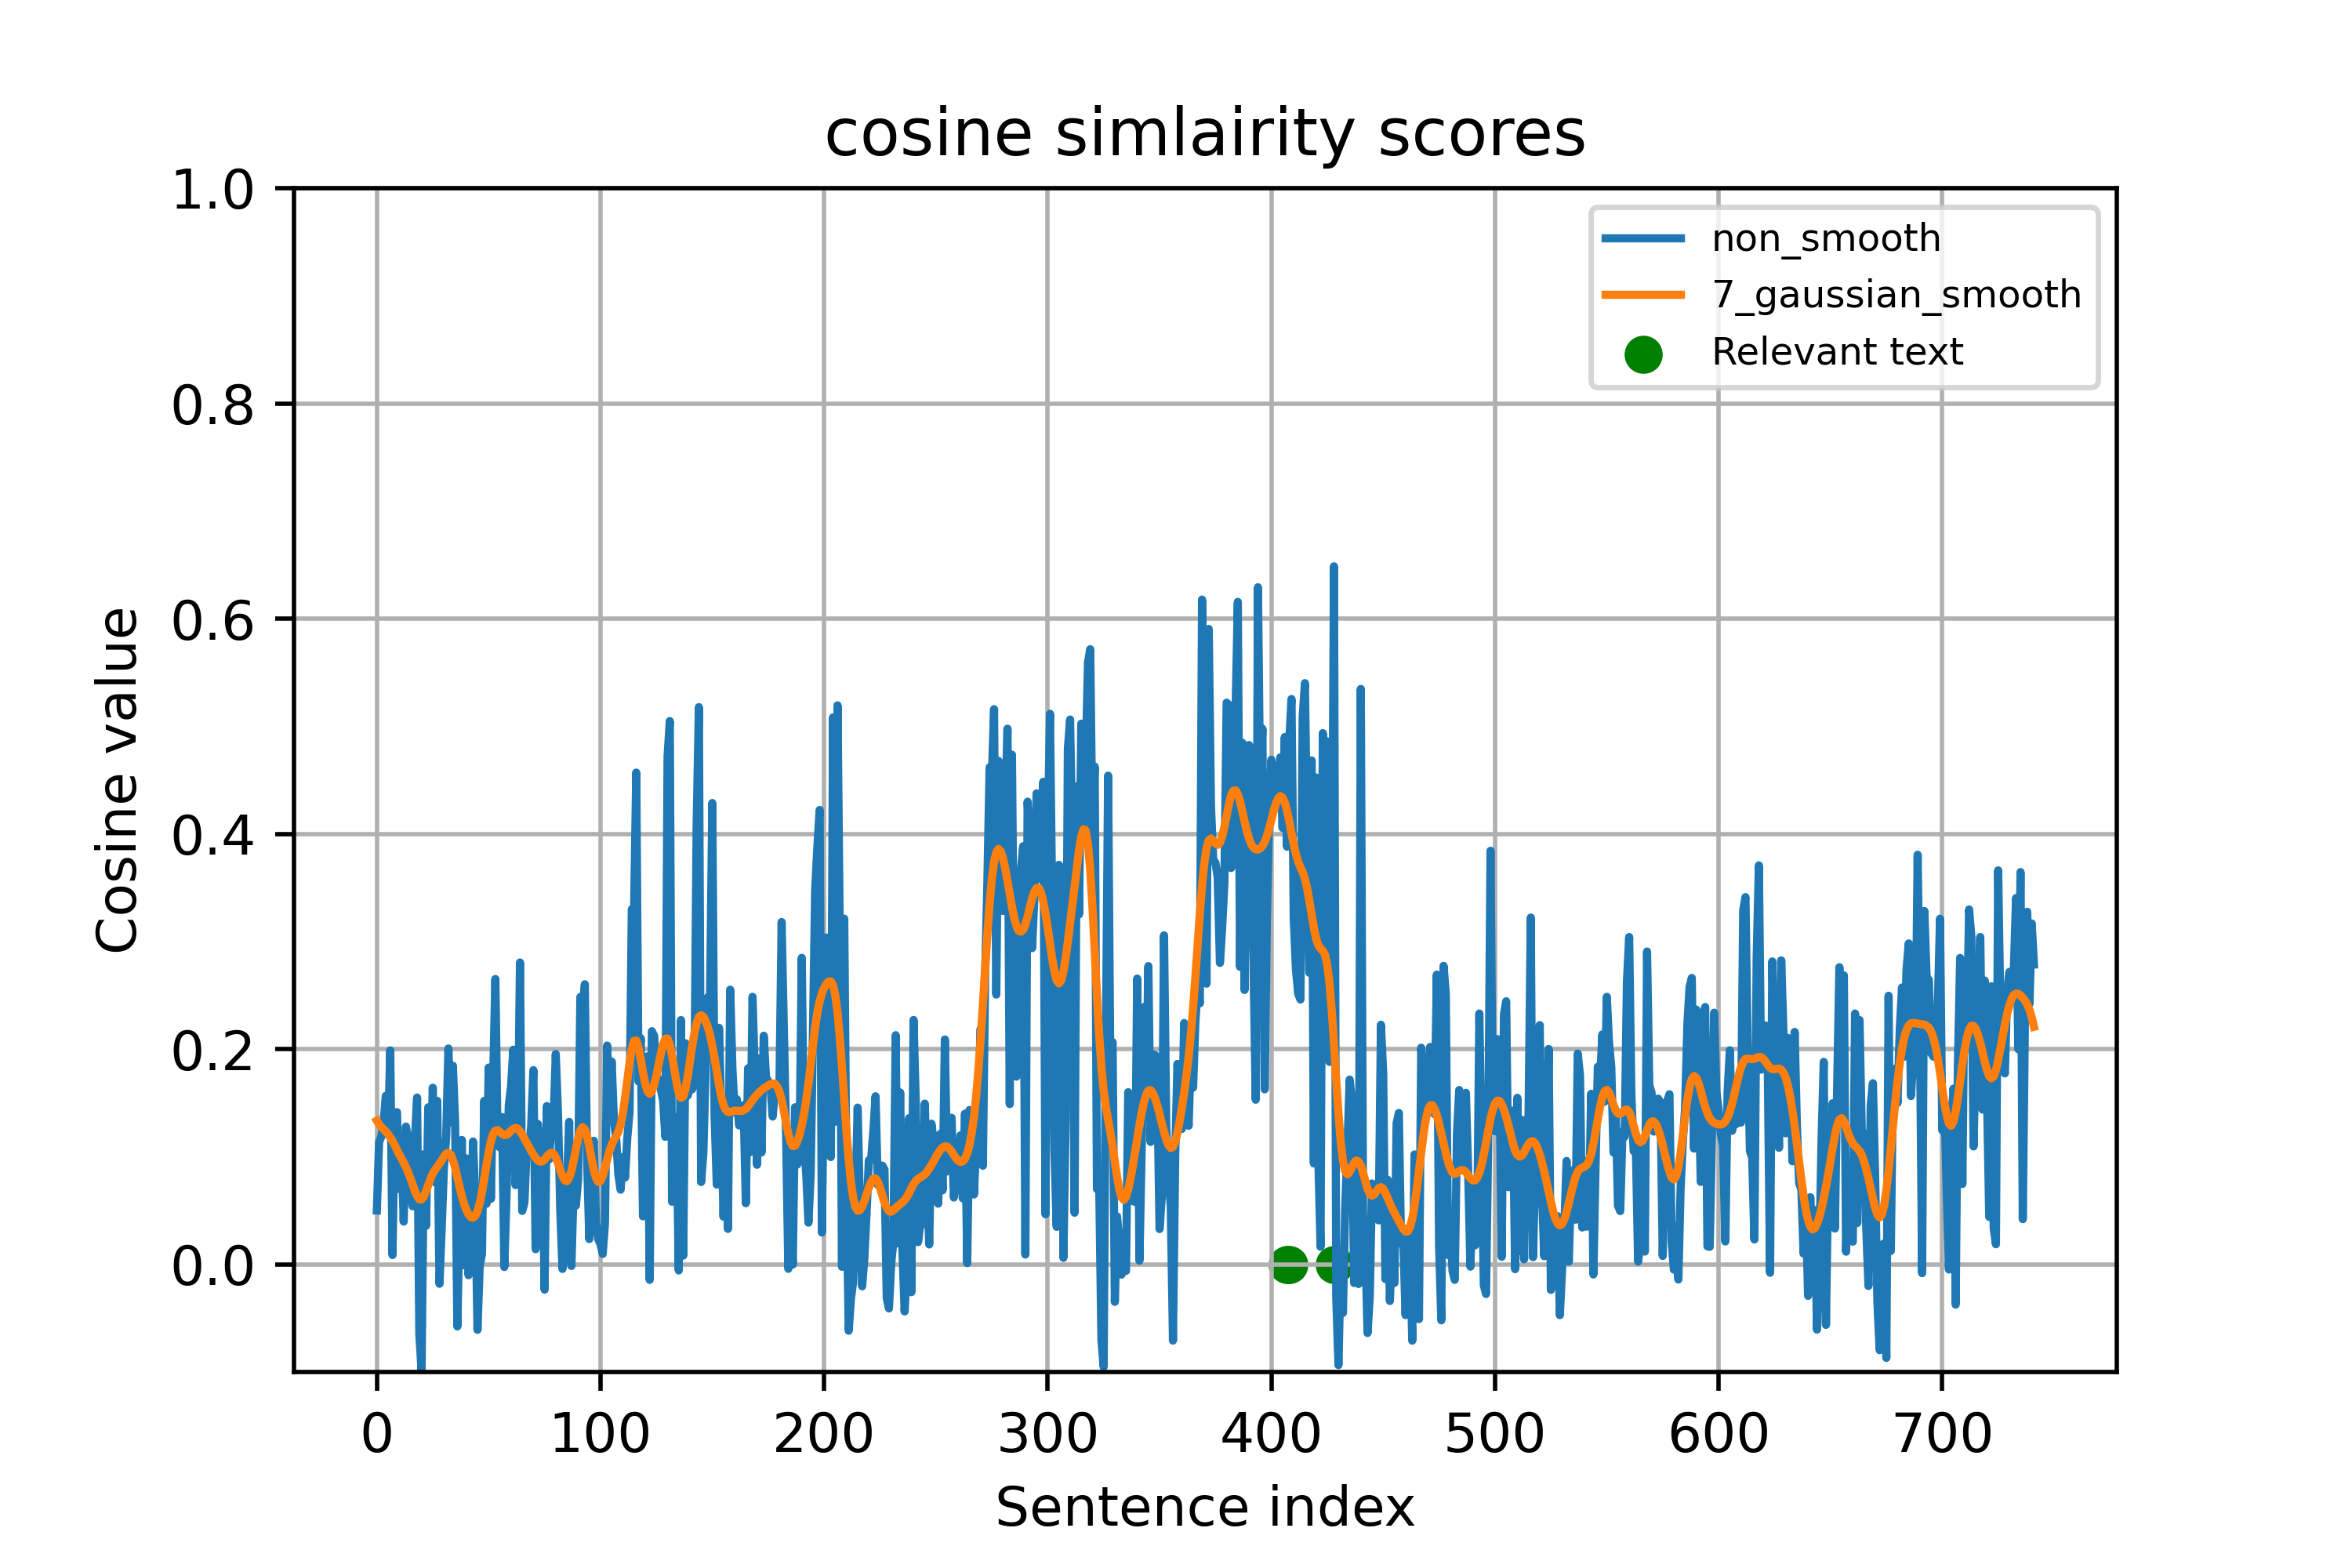 cosine simlairity scores
1.0
0.8
0.6
0.4
0.2
0.0
Cosine value
non_smooth
7_gaussian_smooth
Relevant text
0 100 200 300 400 500 600 700
Sentence index